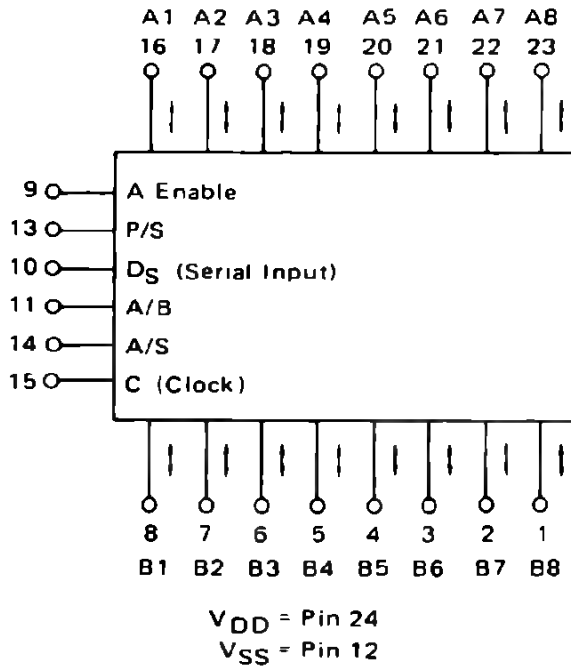 A1 A2 A3 A4 A5 A6 A7 A8
16 17 18 19 20 21 22 23
9 A Enable
13 P/S
10 DS (Serial Input)
11 A/B
14 A/S
15 C (Clock)
8 7 6 5 4 3 2 1
B1 B2 B3 B4 B5 B6 B7 B8
VDD = Pin 24
VSS = Pin 12